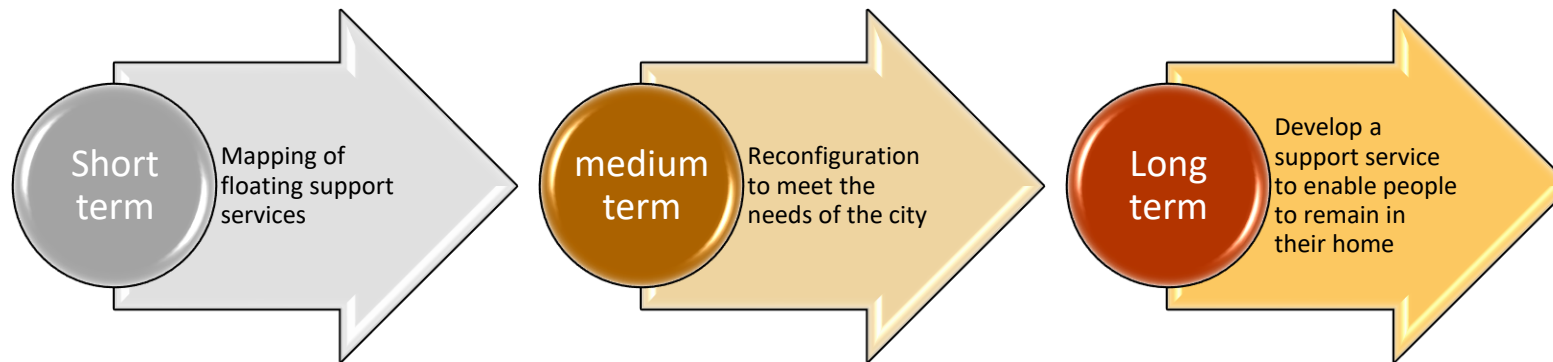 Short
term
Mapping of
floating support
services
medium
term
Reconfiguration
to meet the
needs of the city
Long
term
Develop a
support service
to enable people
to remain in
their home